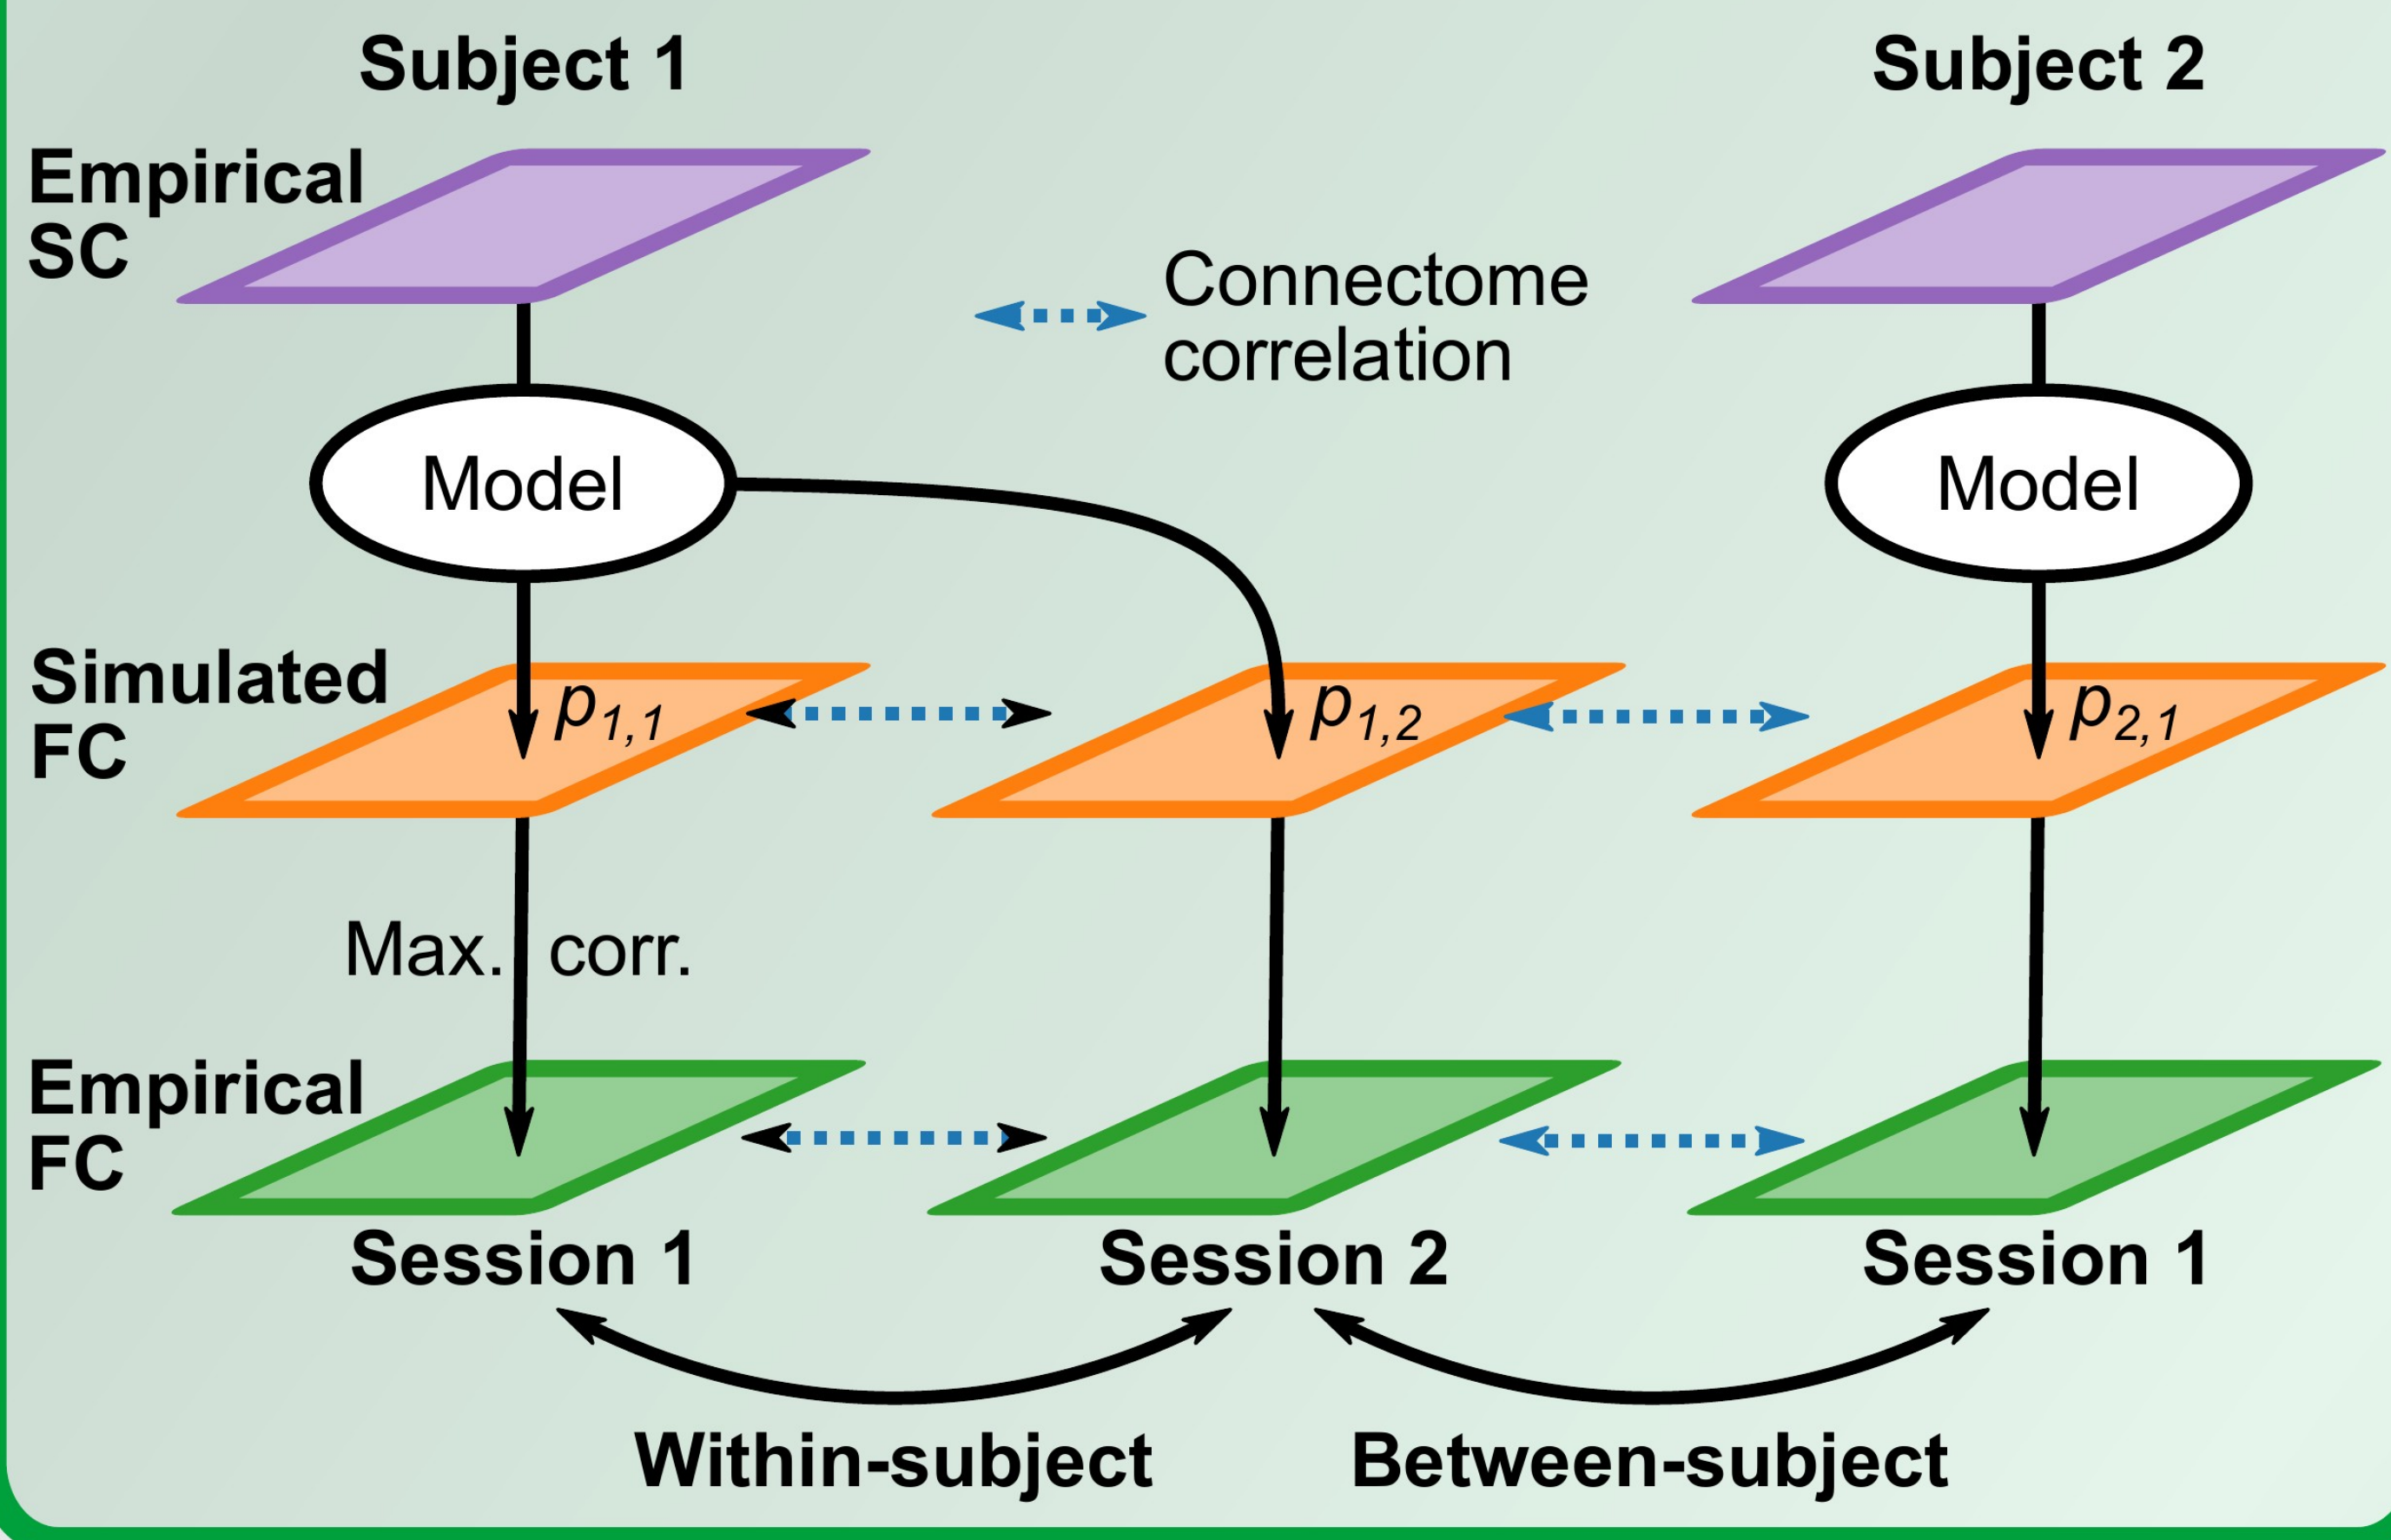 Subject 1
Subject 2
Empirical
SC
Connectome
correlation
Model
Model
Simulated
FC
p1,1
p1,2
p2,1
Max. corr.
Empirical
FC
Session 1
Session 2
Session 1
Within-subject
Between-subject